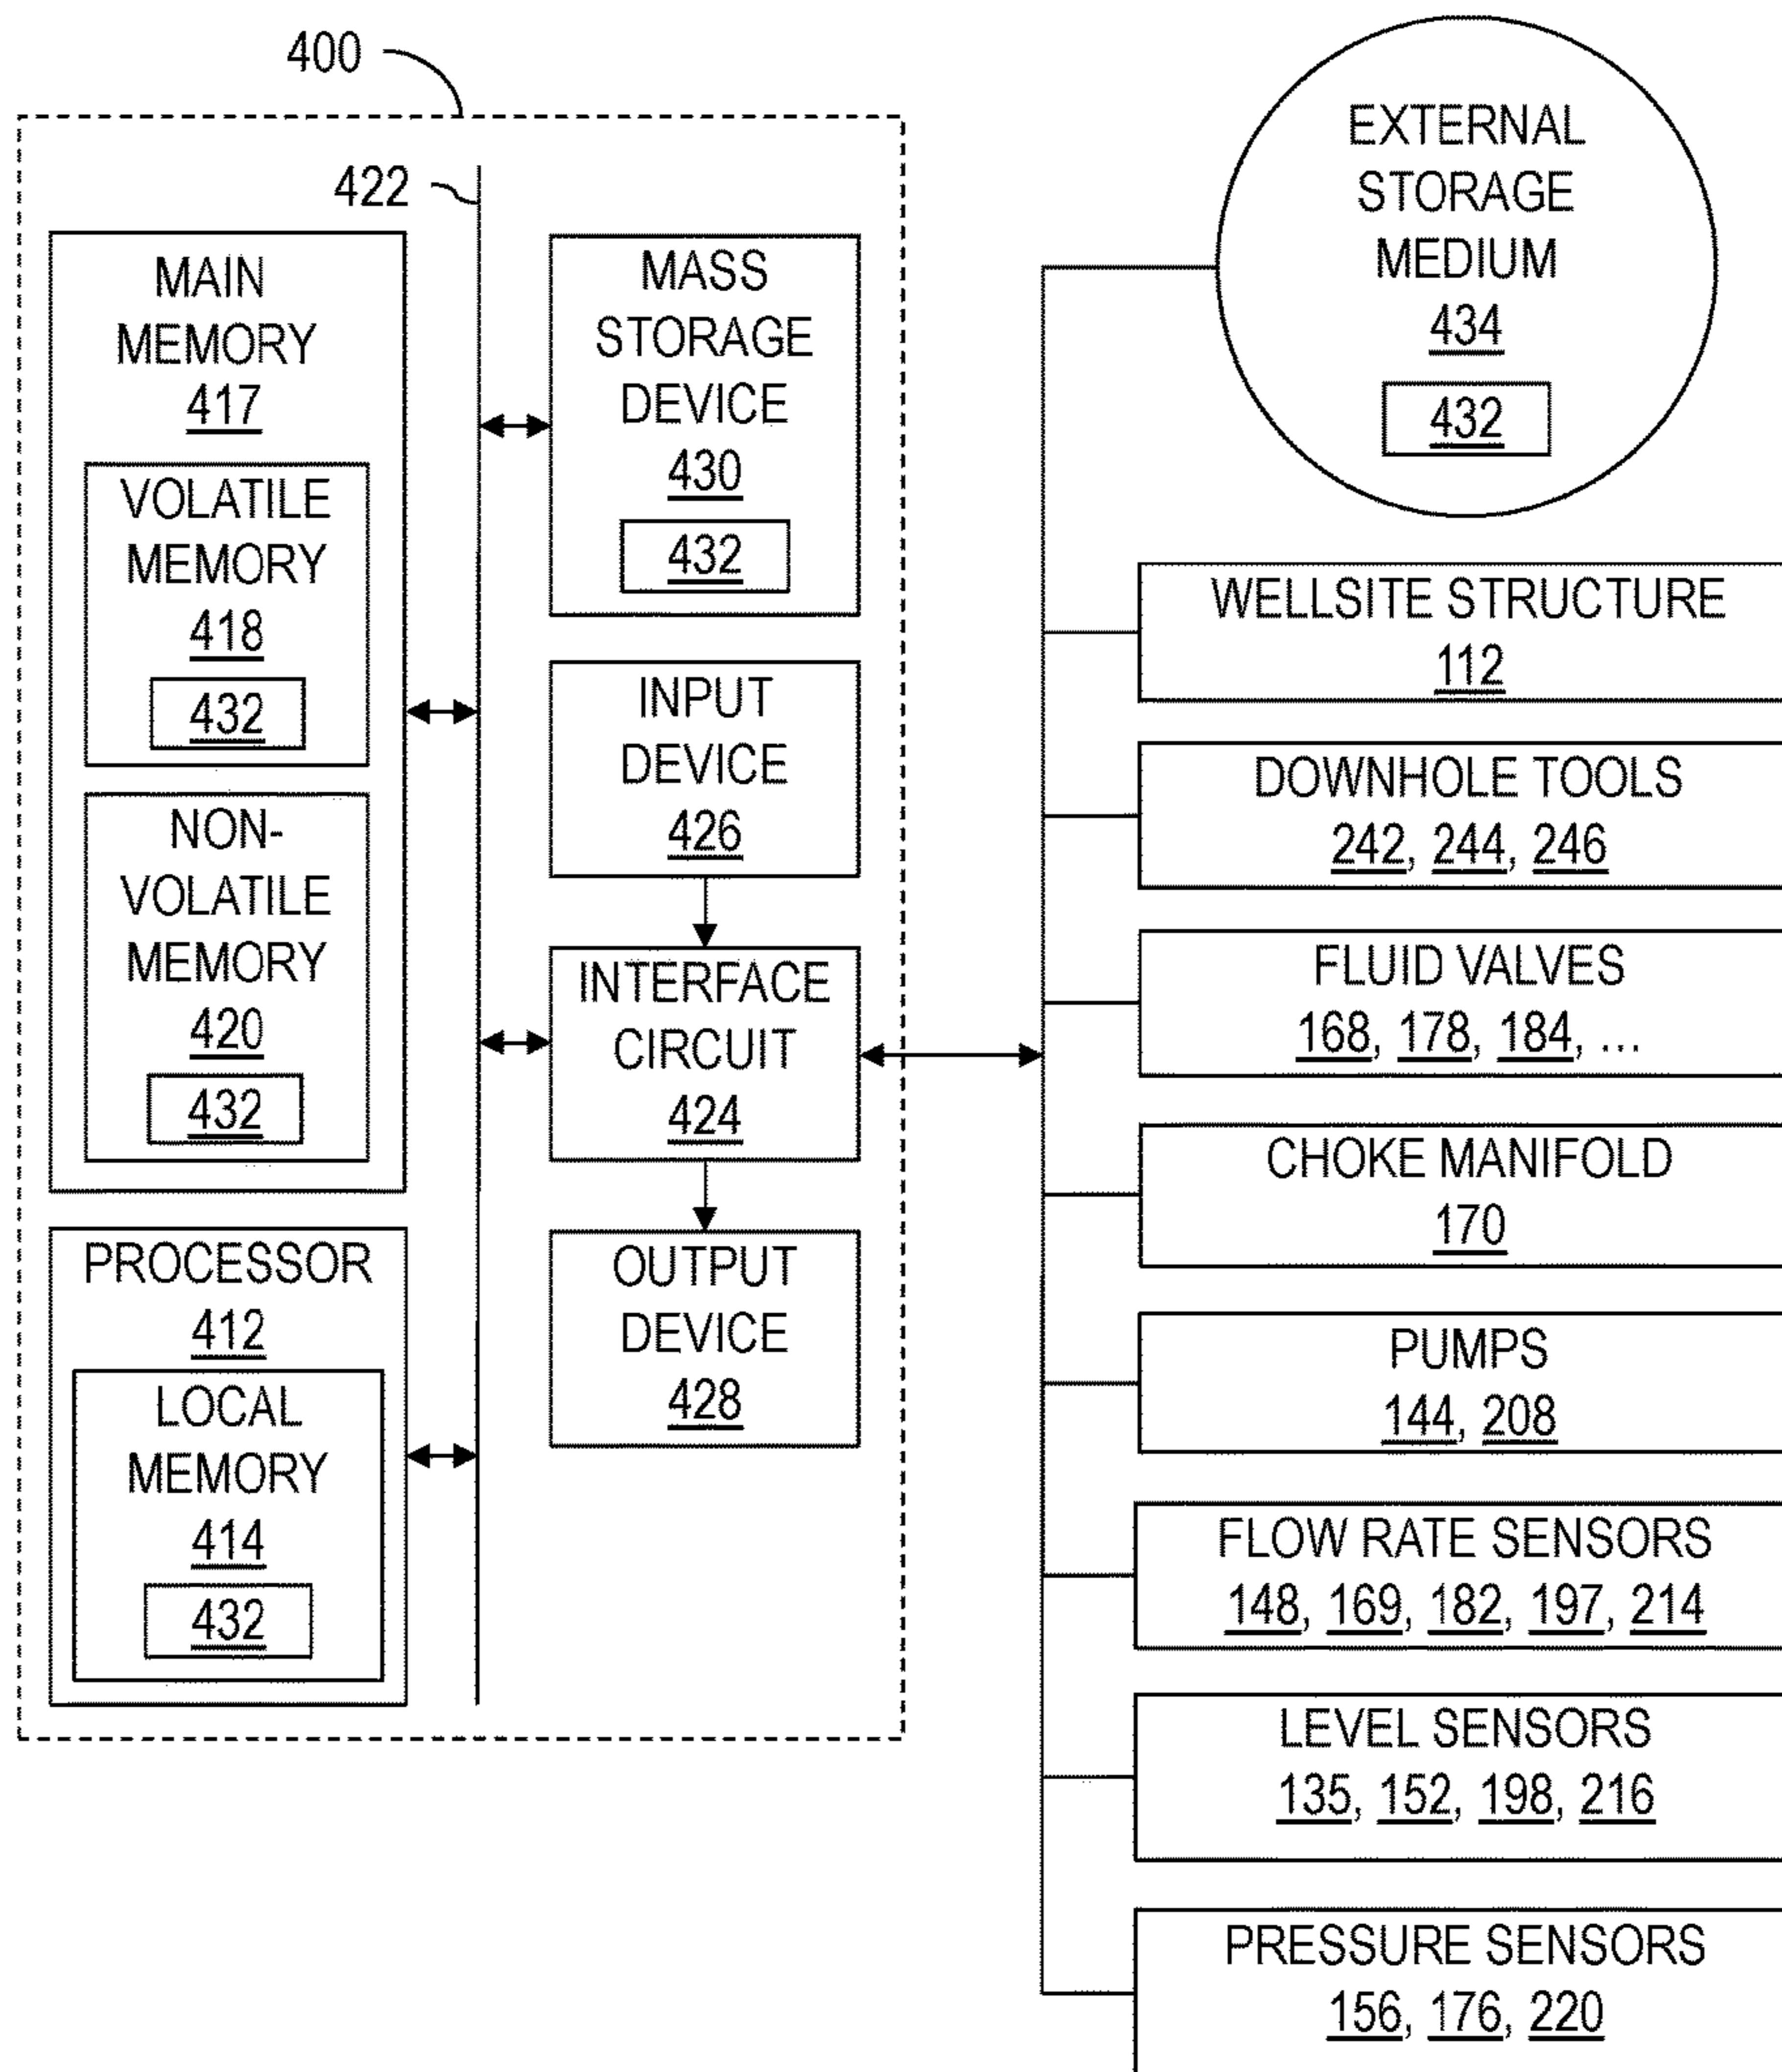 400
422
MAIN
MEMORY
417
VOLATILE
MEMORY
418
432
NON-
VOLATILE
MEMORY
420
432
PROCESSOR
412
LOCAL
MEMORY
414
432
MASS
STORAGE
DEVICE
430
432
INPUT
DEVICE
426
INTERFACE
CIRCUIT
424
OUTPUT
DEVICE
428
EXTERNAL
STORAGE
MEDIUM
434
432
WELLSITE STRUCTURE
112
DOWNHOLE TOOLS
242, 244, 246
FLUID VALVES
168, 178, 184, ...
CHOKE MANIFOLD
170
PUMPS
144, 208
FLOW RATE SENSORS
148, 169, 182, 197, 214
LEVEL SENSORS
135, 152, 198, 216
PRESSURE SENSORS
156, 176, 220